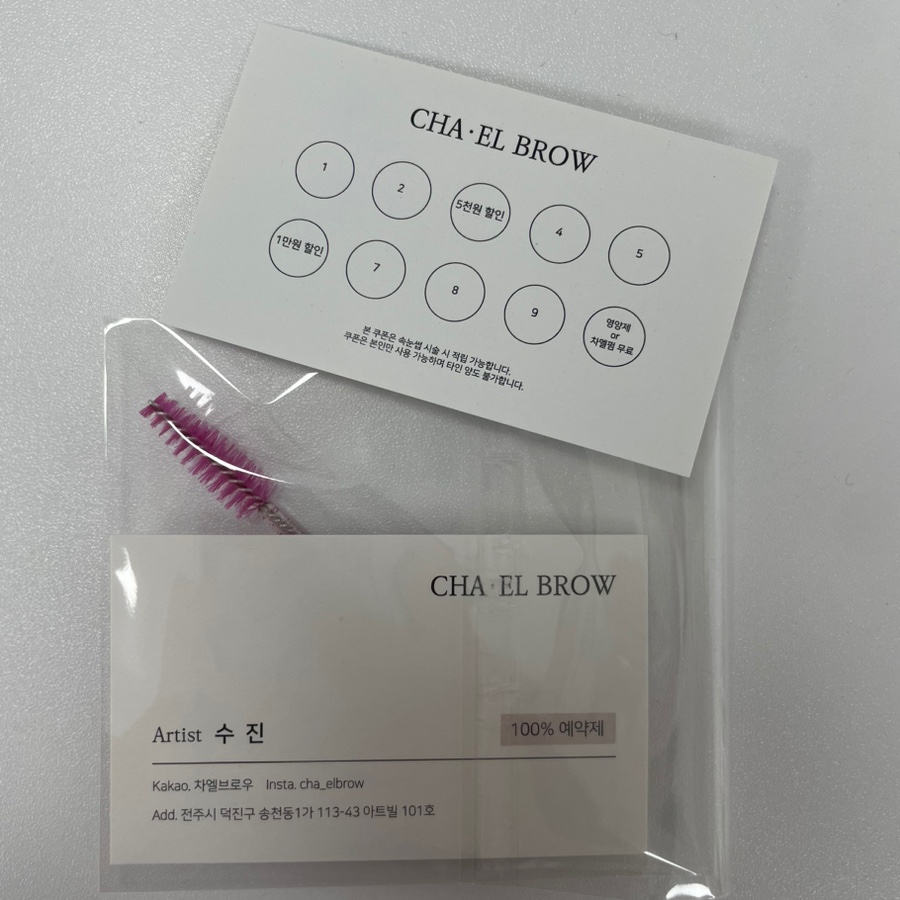 CHA·EL BROW
1
2
5천원 할인
4
5
1만원 할인
7
8
9
영양제
or
차엘펌 무료
본 쿠폰은 속눈썹 시술 시 적립 가능합니다.
쿠폰은 본인만 사용 가능하며 타인 양도 불가합니다.
CHA·EL BROW
Artist 수 진
100% 예약제
Kakao. 차엘브로우 Insta. cha_elbrow
Add. 전주시 덕진구 송천동1가 113-43 아트빌 101호